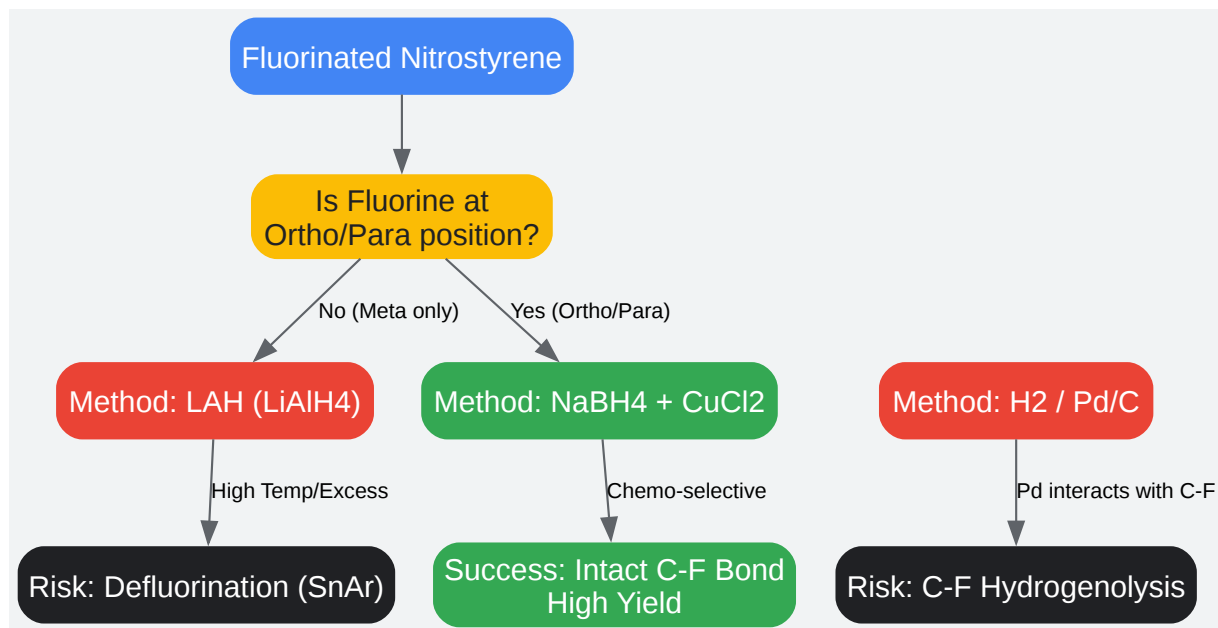 Fluorinated Nitrostyrene
Is Fluorine at
Ortho/Para position?
No (Meta only)
Yes (Ortho/Para)
Method: LAH (LiAlH4)
Method: NaBH4 + CuCl2
Method: H2 / Pd/C
High Temp/Excess
Chemo-selective
Pd interacts with C-F
Risk: Defluorination (SnAr)
Success: Intact C-F Bond
High Yield
Risk: C-F Hydrogenolysis